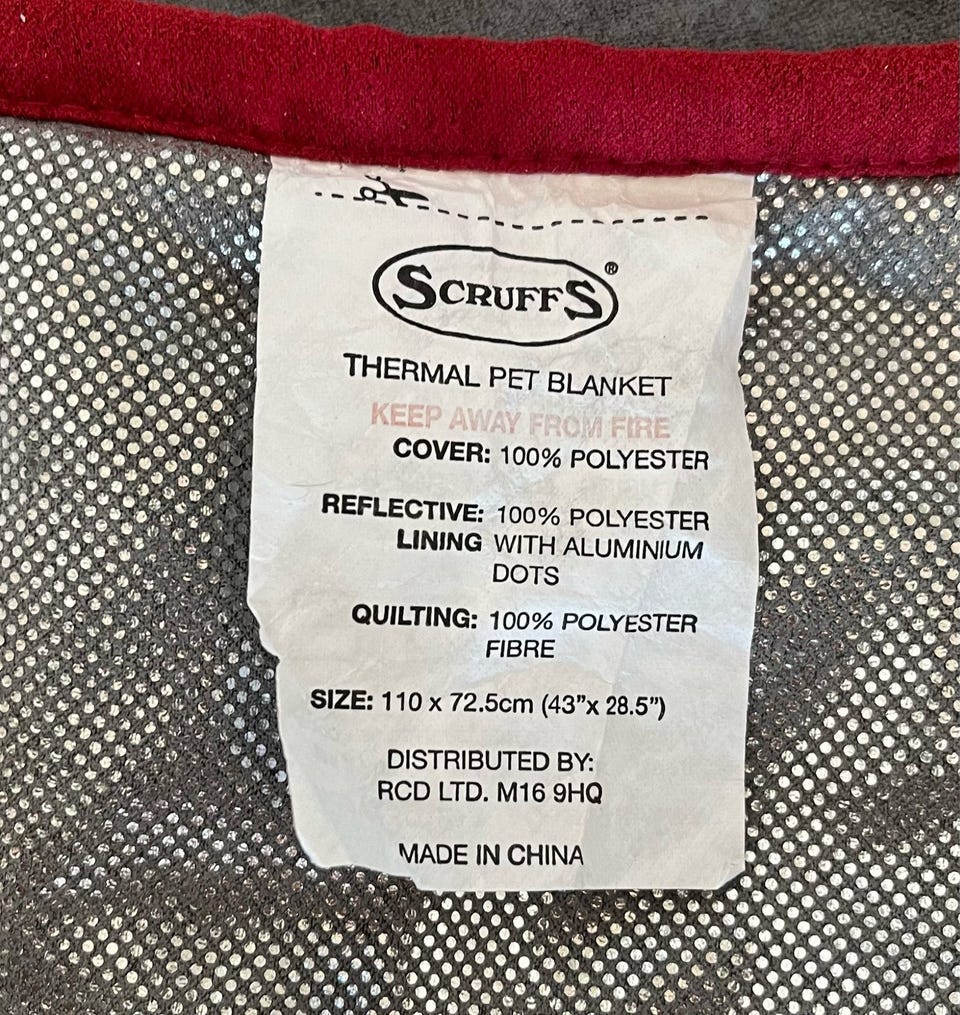 SCRUFFS®
THERMAL PET BLANKET
KEEP AWAY FROM FIRE
COVER: 100% POLYESTER
REFLECTIVE: 100% POLYESTER
LINING WITH ALUMINIUM
DOTS
QUILTING: 100% POLYESTER
FIBRE
SIZE: 110 x 72.5cm (43”x 28.5”)
DISTRIBUTED BY:
RCD LTD. M16 9HQ
MADE IN CHINA